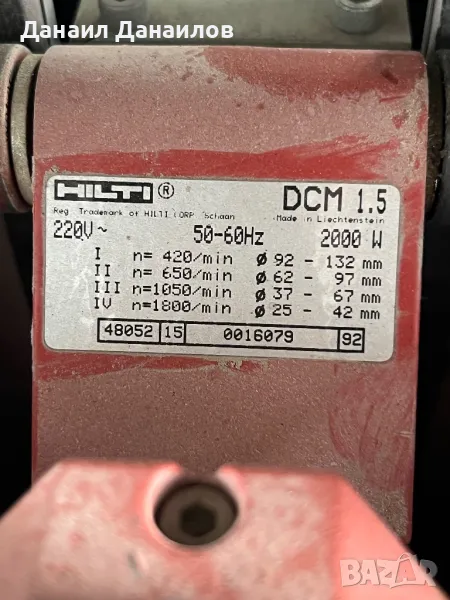 Данаил Данаилов
HILTI ®
DCM 1.5
Reg. Trademark of HILTI CORP Schaan
Made in Liechtenstein
220V~ 50-60Hz 2000 W
I n= 420/min ø 92 - 132 mm
II n= 650/min ø 62 - 97 mm
III n=1050/min ø 37 - 67 mm
IV n=1800/min ø 25 - 42 mm
48052 15 0016079 92
BAZAR